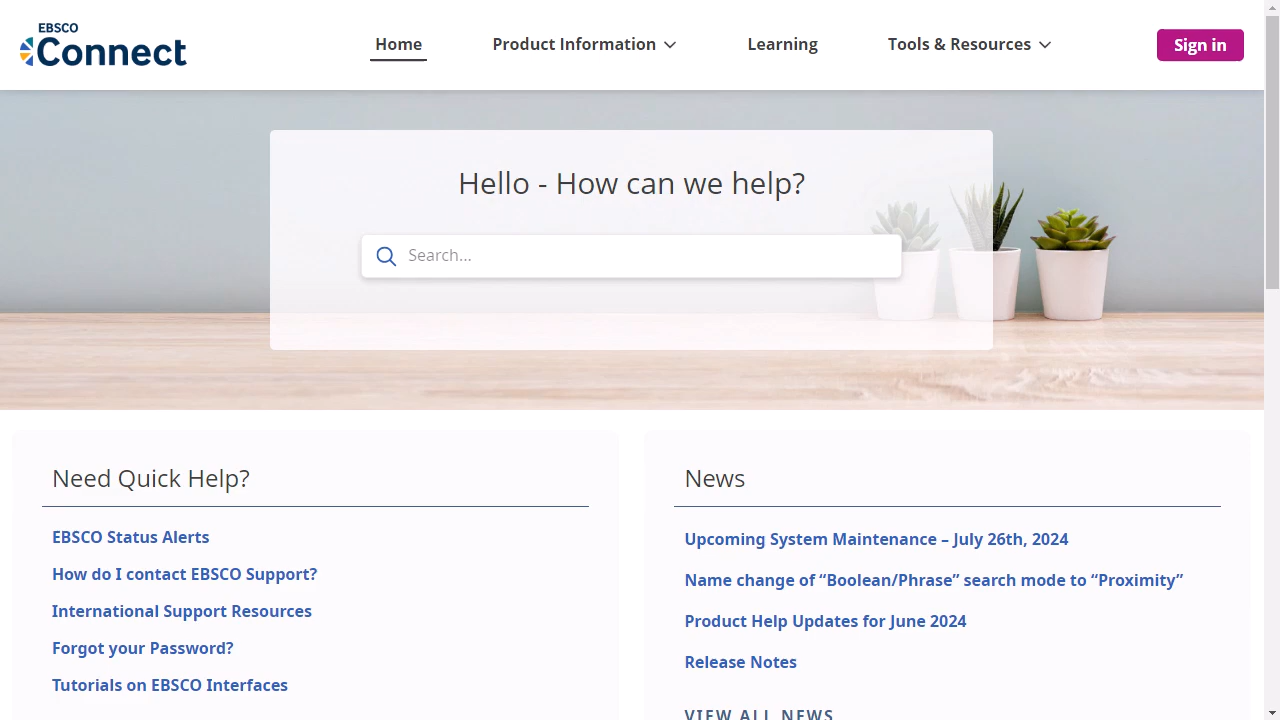 EBSCO
Connect
Home
Product Information
Learning
Tools & Resources
Sign in
Hello - How can we help?
Search...
Need Quick Help?
EBSCO Status Alerts
How do I contact EBSCO Support?
International Support Resources
Forgot your Password?
Tutorials on EBSCO Interfaces
News
Upcoming System Maintenance – July 26th, 2024
Name change of “Boolean/Phrase” search mode to “Proximity”
Product Help Updates for June 2024
Release Notes
VIEW ALL NEWS